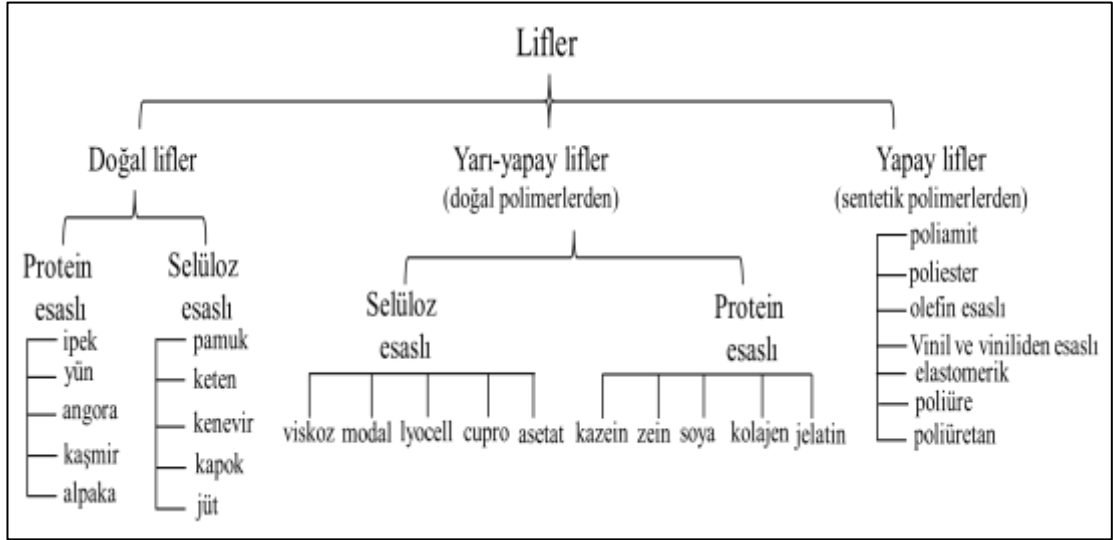 Lifler
Doğal lifler
Yarı-yapay lifler
(doğal polimerlerden)
Yapay lifler
(sentetik polimerlerden)
Protein
esaslı
ipek
yün
angora
kaşmir
alpaka
Selüloz
esaslı
pamuk
keten
kenevir
kapok
jüt
Selüloz
esaslı
viskoz modal lyocell cupro asetat
Protein
esaslı
kazein zein soya kolajen jelatin
poliamit
poliester
olefin esaslı
Vinil ve viniliden esaslı
elastomerik
poliüre
poliüretan